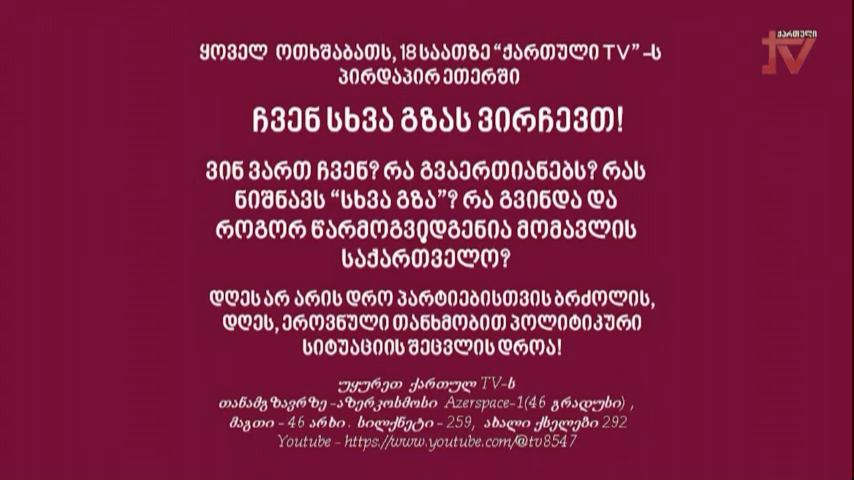 ქართული
TV
ყოველ ოთხშაბათს, 18 საათზე “ქართული TV” –ს
პირდაპირ ეთერში
ჩვენ სხვა გზას ვირჩევთ!
ვინ ვართ ჩვენ? რა გვაერთიანებს? რას
ნიშნავს “სხვა გზა”? რა გვინდა და
როგორ წარმოგვიდგენია მომავლის
საქართველო?
დღეს არ არის დრო პარტიებისთვის ბრძოლის,
დღეს, ეროვნული თანხმობით პოლიტიკური
სიტუაციის შეცვლის დროა!
უყურეთ ქართულ TV-ს
თანამგზავრზე –აზერკოსმოსი Azerspace-1(46 გრადუსი) ,
მაგთი – 46 არხი . სილქნეტი – 259, ახალი ქსელები 292
Youtube – https://www.youtube.com/@tv8547